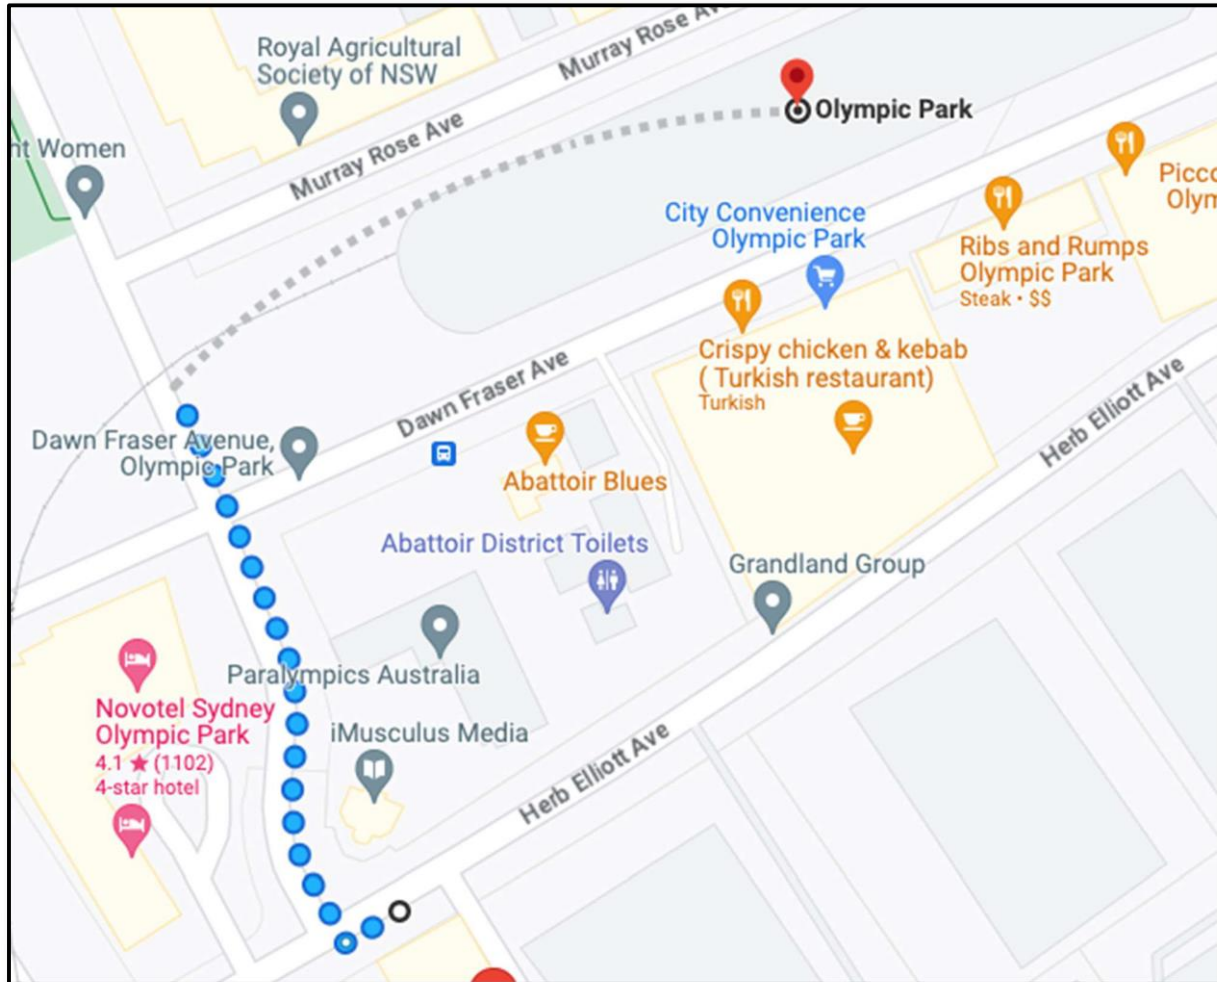 Royal Agricultural
Society of NSW
Murray Rose Ave
Murray Rose Ave
Olympic Park
nt Women
City Convenience
Olympic Park
Picco
Olym
Ribs and Rumps
Olympic Park
Steak • $$
Crispy chicken & kebab
( Turkish restaurant)
Turkish
Dawn Fraser Ave
Herb Elliott Ave
Dawn Fraser Avenue,
Olympic Park
Abattoir Blues
Abattoir District Toilets
Grandland Group
Paralympics Australia
Novotel Sydney
Olympic Park
4.1 ★ (1102)
4-star hotel
iMusculus Media
Herb Elliott Ave